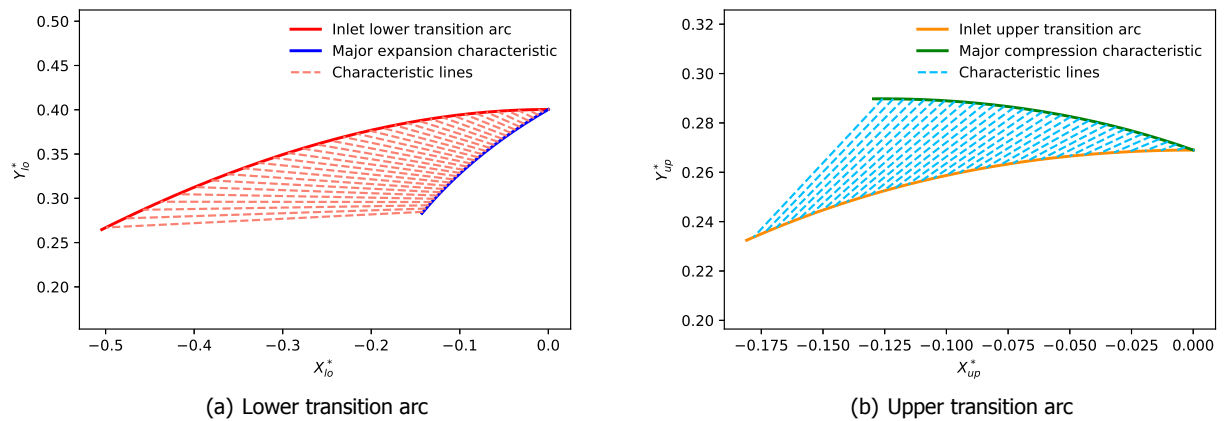 Inlet lower transition arc
Major expansion characteristic
Characteristic lines
0.50
0.45
0.40
0.35
0.30
0.25
0.20
Y*lo
−0.5
−0.4
−0.3
−0.2
−0.1
0.0
X*lo
(a) Lower transition arc
Inlet upper transition arc
Major compression characteristic
Characteristic lines
0.32
0.30
0.28
0.26
0.24
0.22
0.20
Y*up
−0.175
−0.150
−0.125
−0.100
−0.075
−0.050
−0.025
0.000
X*up
(b) Upper transition arc